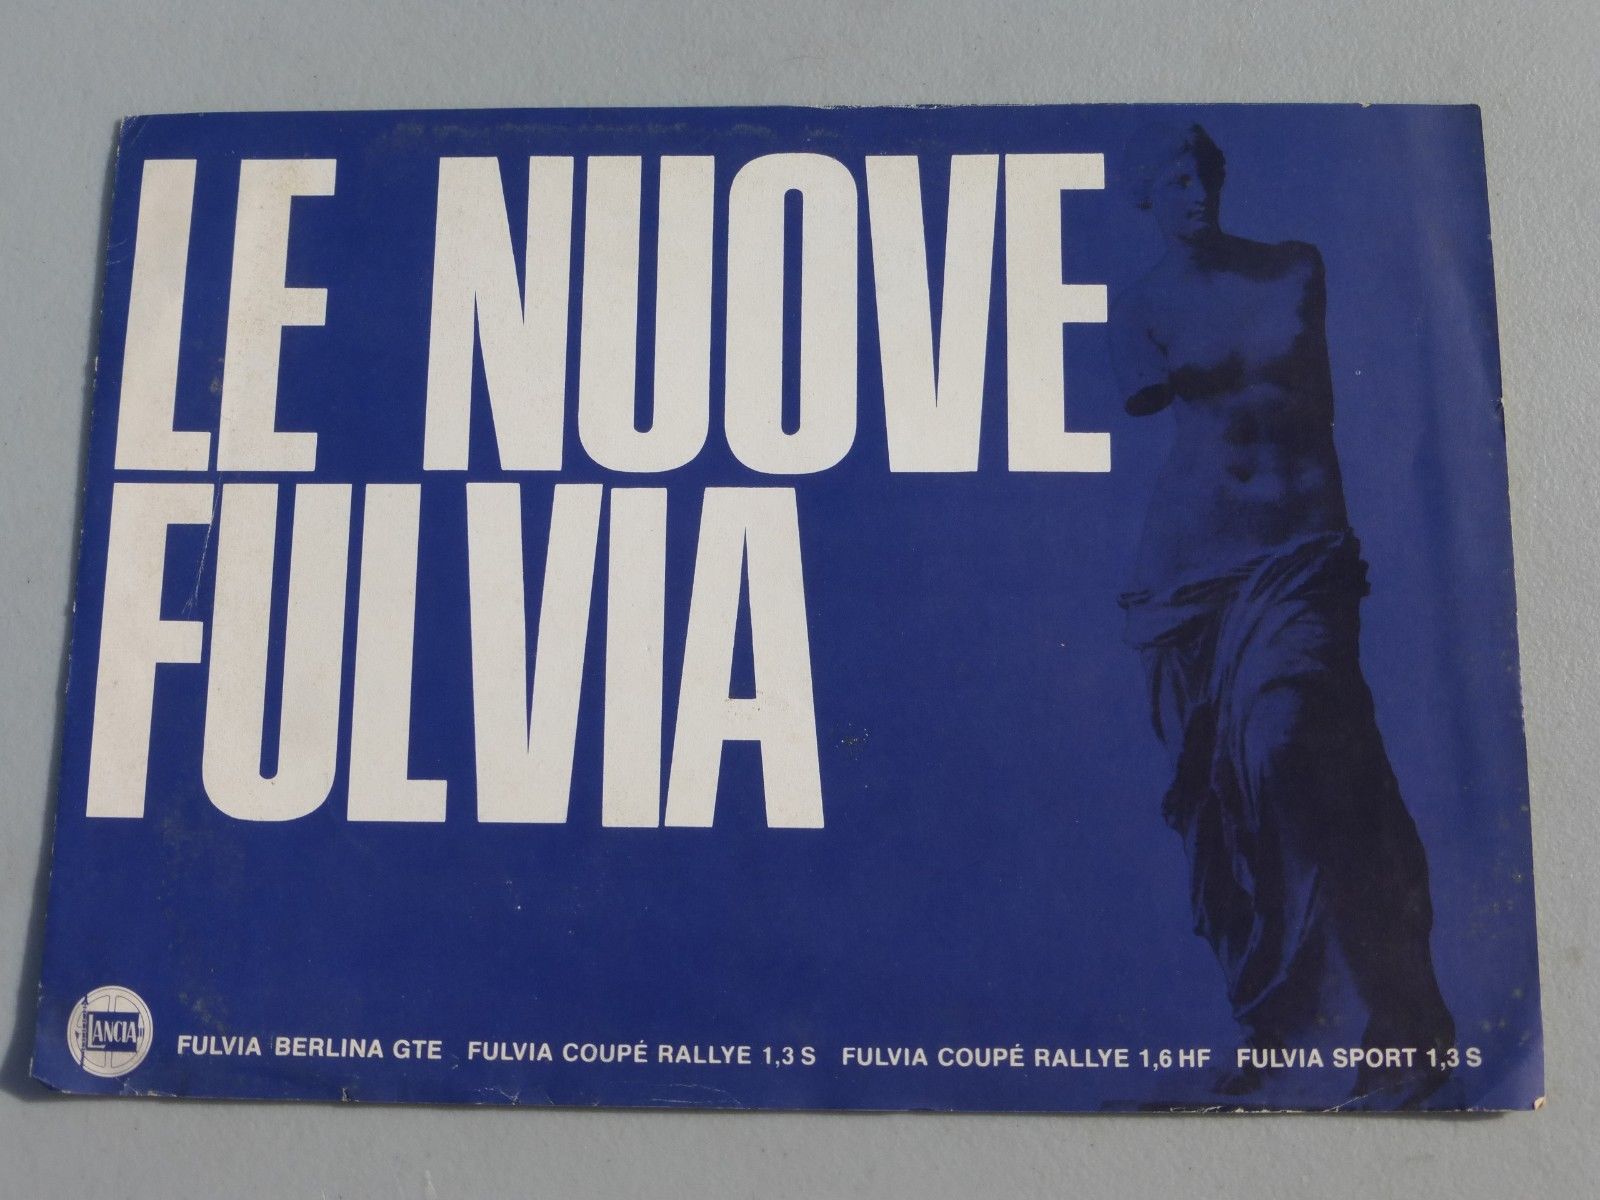 LE NUOVE
FULVIA
LANCIA
FULVIA BERLINA GTE FULVIA COUPÉ RALLYE 1,3 S FULVIA COUPÉ RALLYE 1,6 HF FULVIA SPORT 1,3 S